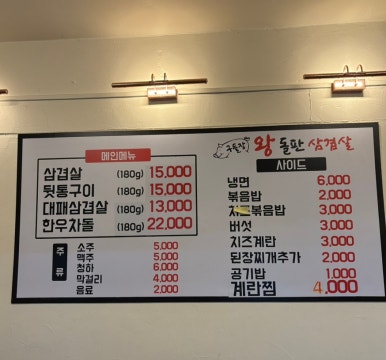 메인메뉴
삼겹살 (180g) 15,000
뒷통구이 (180g) 15,000
대패삼겹살 (180g) 13,000
한우차돌 (180g) 22,000
주류
소주 5,000
맥주 5,000
청하 6,000
막걸리 4,000
음료 2,000
왕돌판 삼겹살
사이드
냉면 6,000
볶음밥 2,000
볶음밥 3,000
버섯 3,000
치즈계란 3,000
된장찌개추가 2,000
공기밥 1,000
계란찜 4,000